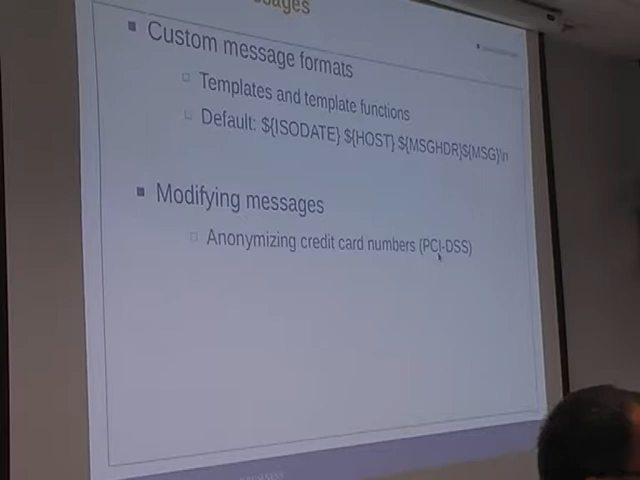 Custom message formats
Templates and template functions
Default: ${ISODATE} ${HOST} ${MSGHDR}${MSG}\n
Modifying messages
Anonymizing credit card numbers (PCI-DSS)